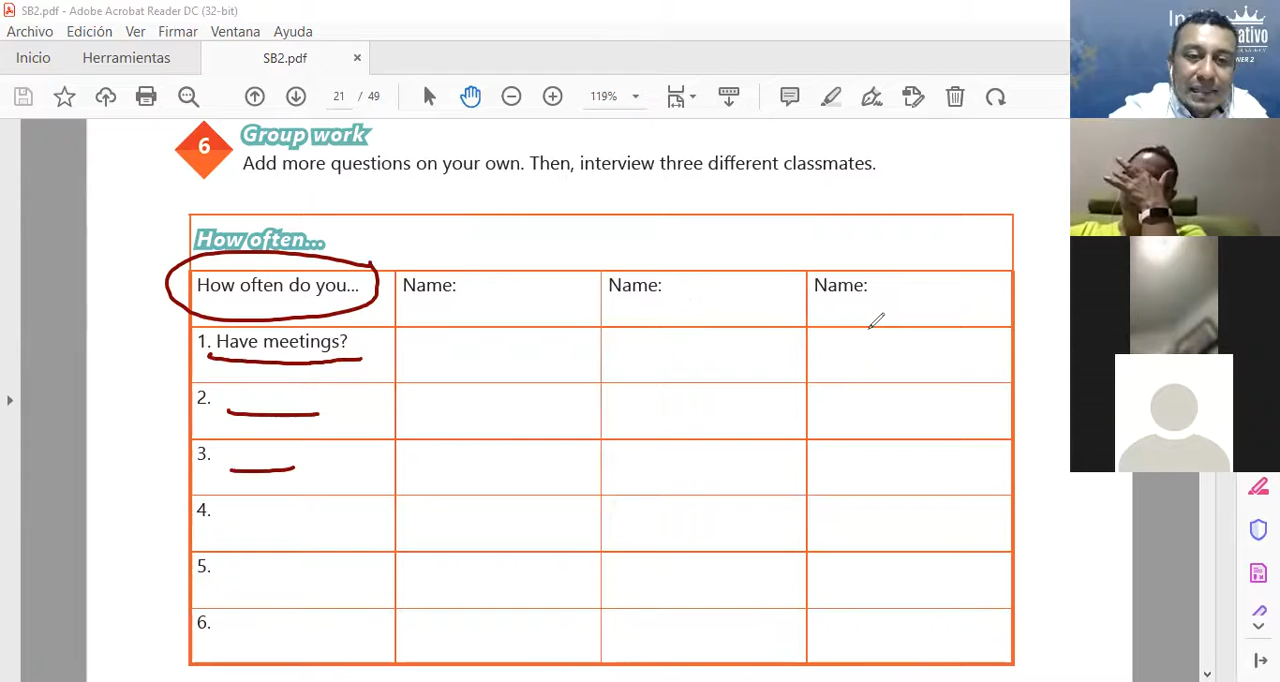 SB2.pdf - Adobe Acrobat Reader DC (32-bit)
Archivo Edición Ver Firmar Ventana Ayuda
Inicio Herramientas SB2.pdf ×
21 / 49 119%
6 Group work
Add more questions on your own. Then, interview three different classmates.
How often...
How often do you... Name: Name: Name:
1. Have meetings?
2.
3.
4.
5.
6.